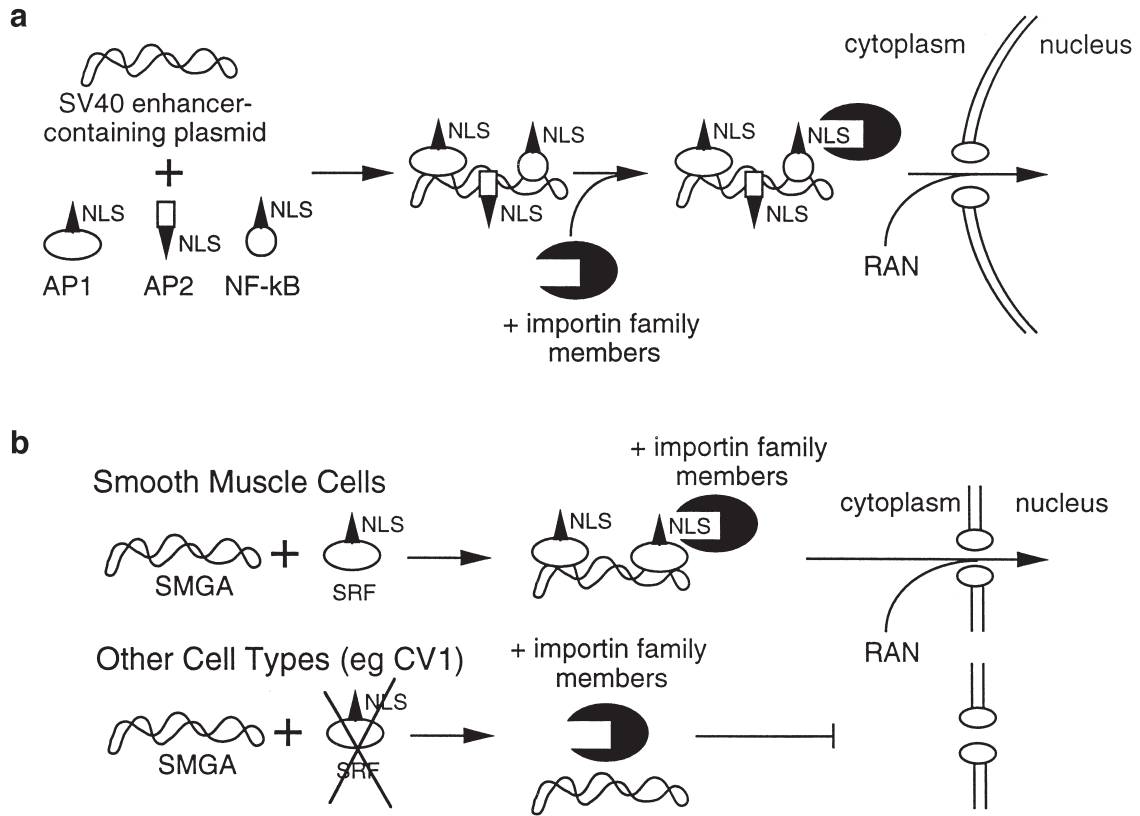 a
SV40 enhancer-
containing plasmid
+
NLS
NLS
NLS
AP1
AP2
NF-kB
NLS
NLS
NLS
+ importin family
members
NLS
NLS
NLS
cytoplasm
nucleus
RAN
b
Smooth Muscle Cells
SMGA
+
NLS
SRF
+ importin family
members
NLS
NLS
cytoplasm
nucleus
RAN
Other Cell Types (eg CV1)
SMGA
+
NLS
SRF
+ importin family
members